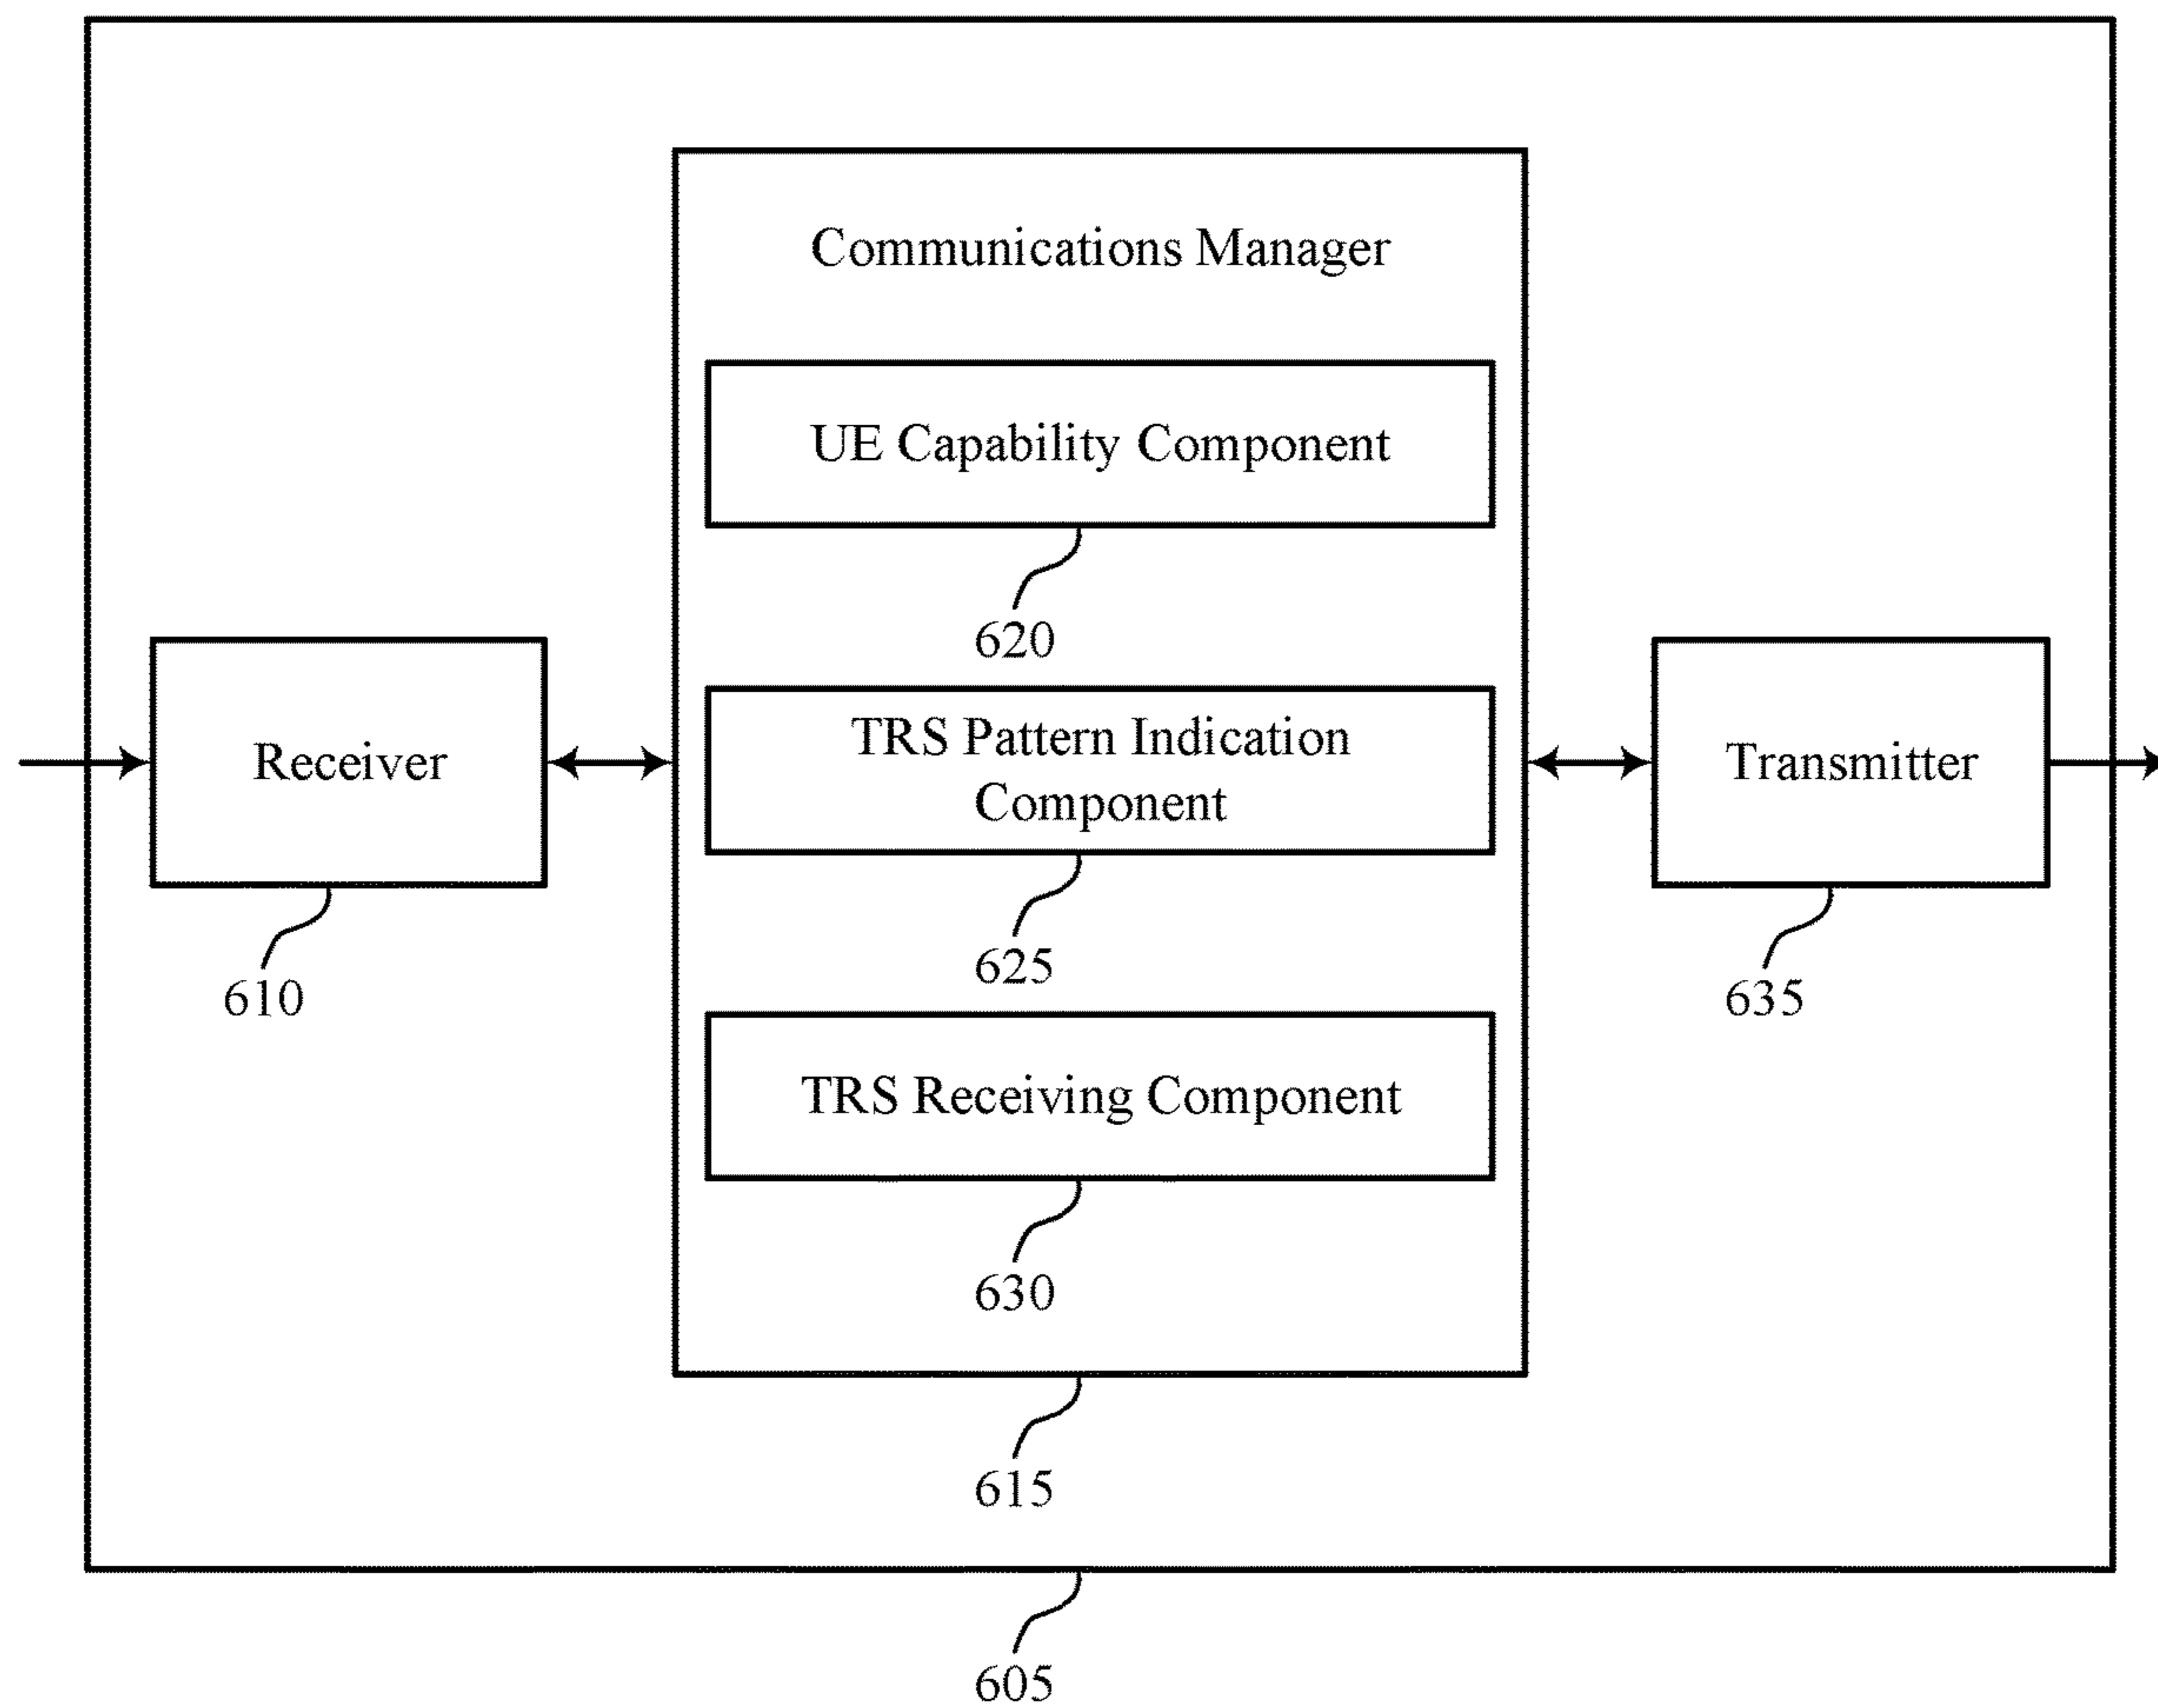 Communications Manager
UE Capability Component
620
Receiver
610
TRS Pattern Indication
Component
625
Transmitter
635
TRS Receiving Component
630
615
605